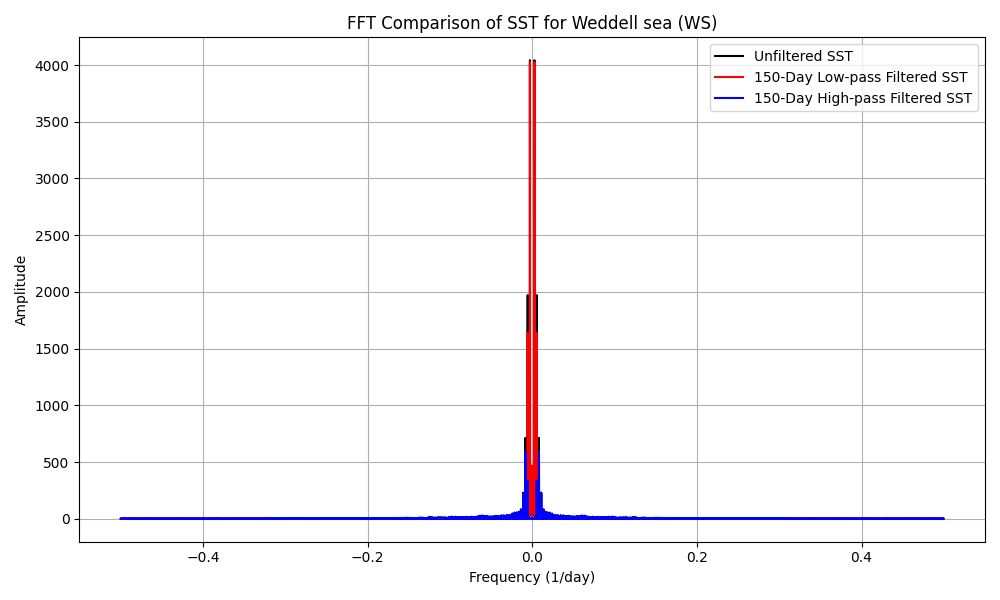 FFT Comparison of SST for Weddell sea (WS)
Unfiltered SST
150-Day Low-pass Filtered SST
150-Day High-pass Filtered SST
Amplitude
4000
3500
3000
2500
2000
1500
1000
500
0
−0.4
−0.2
0.0
0.2
0.4
Frequency (1/day)